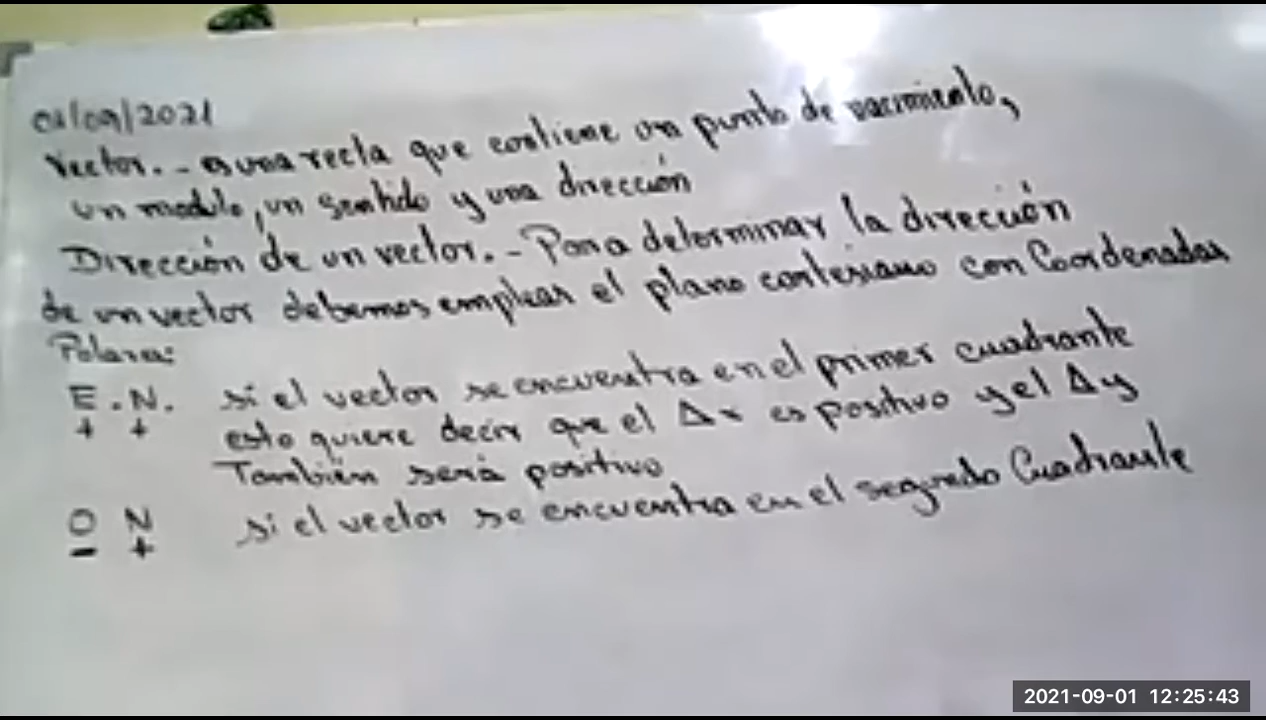 01/09/2021
Vector. - es una recta que contiene un punto de nacimiento,
un modulo, un sentido y una dirección
Dirección de un vector. - Para determinar la dirección
de un vector debemos emplear el plano cartesiano con Coordenadas
Polares:
E. N. si el vector se encuentra en el primer cuadrante
+ + esto quiere decir que el Δx es positivo y el Δy
También será positivo
O N si el vector se encuentra en el segundo Cuadrante
- +
2021-09-01 12:25:43